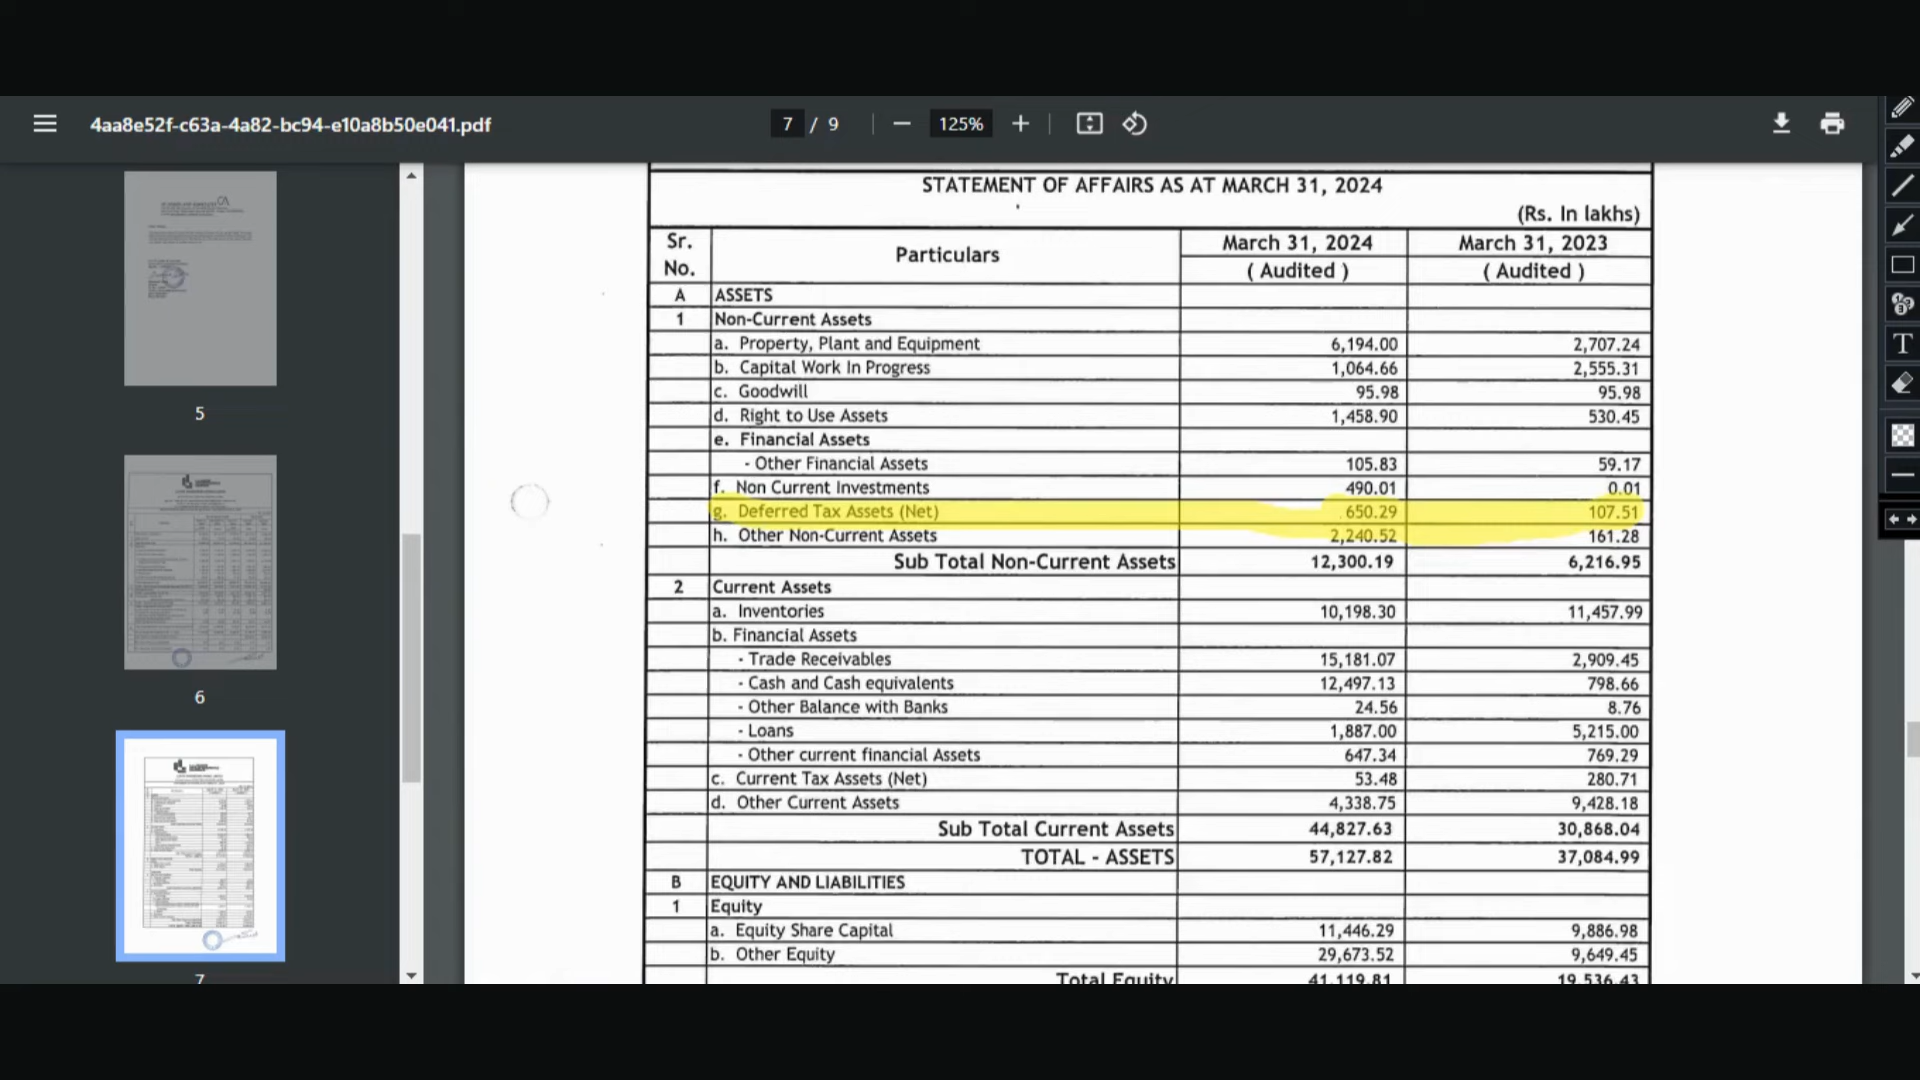 4aa8e52f-c63a-4a82-bc94-e10a8b50e041.pdf 7 / 9 125%
5
6
7
STATEMENT OF AFFAIRS AS AT MARCH 31, 2024
(Rs. In lakhs)
Sr. No. Particulars March 31, 2024 ( Audited ) March 31, 2023 ( Audited )
A ASSETS
1 Non-Current Assets
a. Property, Plant and Equipment 6,194.00 2,707.24
b. Capital Work In Progress 1,064.66 2,555.31
c. Goodwill 95.98 95.98
d. Right to Use Assets 1,458.90 530.45
e. Financial Assets
- Other Financial Assets 105.83 59.17
f. Non Current Investments 490.01 0.01
g. Deferred Tax Assets (Net) 650.29 107.51
h. Other Non-Current Assets 2,240.52 161.28
Sub Total Non-Current Assets 12,300.19 6,216.95
2 Current Assets
a. Inventories 10,198.30 11,457.99
b. Financial Assets
- Trade Receivables 15,181.07 2,909.45
- Cash and Cash equivalents 12,497.13 798.66
- Other Balance with Banks 24.56 8.76
- Loans 1,887.00 5,215.00
- Other current financial Assets 647.34 769.29
c. Current Tax Assets (Net) 53.48 280.71
d. Other Current Assets 4,338.75 9,428.18
Sub Total Current Assets 44,827.63 30,868.04
TOTAL - ASSETS 57,127.82 37,084.99
B EQUITY AND LIABILITIES
1 Equity
a. Equity Share Capital 11,446.29 9,886.98
b. Other Equity 29,673.52 9,649.45
Total Equity 41,119.81 19,536.43